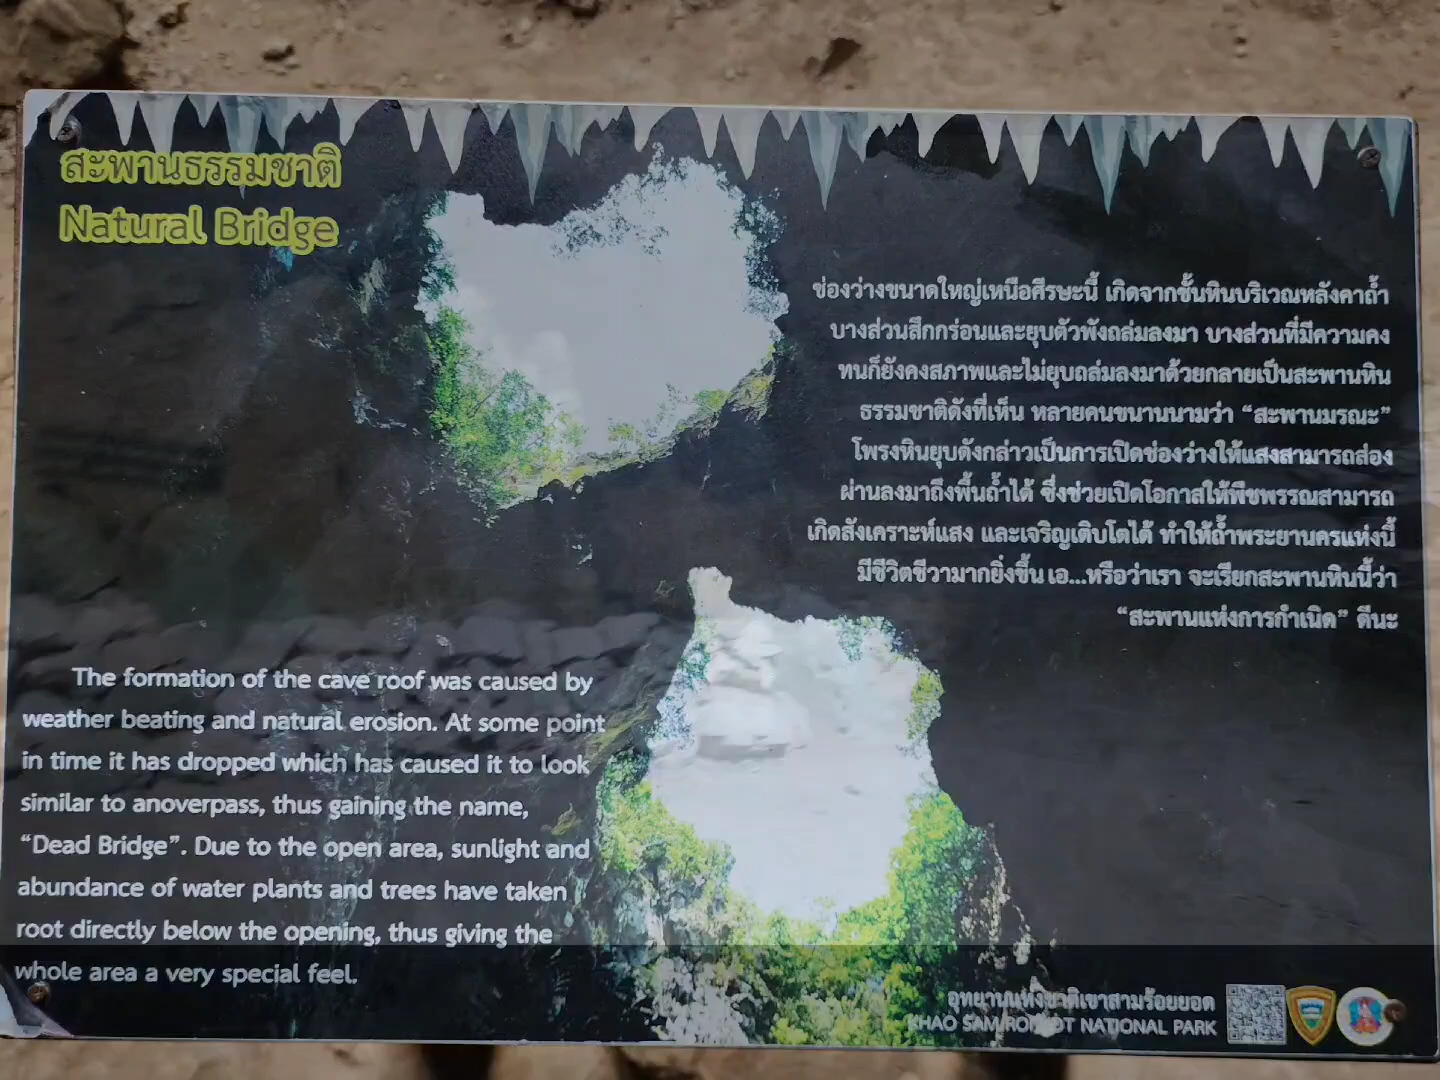 สะพานธรรมชาติ
Natural Bridge
ช่องว่างขนาดใหญ่เหนือศีรษะนี้ เกิดจากชั้นหินบริเวณหลังคาถ้ำ
บางส่วนสึกกร่อนและยุบตัวพังถล่มลงมา บางส่วนที่มีความคง
ทนก็ยังคงสภาพและไม่ยุบถล่มลงมาด้วยกลายเป็นสะพานหิน
ธรรมชาติดังที่เห็น หลายคนขนานนามว่า “สะพานมรณะ”
โพรงหินยุบดังกล่าวเป็นการเปิดช่องว่างให้แสงสามารถส่อง
ผ่านลงมาถึงพื้นถ้ำได้ ซึ่งช่วยเปิดโอกาสให้พืชพรรณสามารถ
เกิดสังเคราะห์แสง และเจริญเติบโตได้ ทำให้ถ้ำพระยานครแห่งนี้
มีชีวิตชีวามากยิ่งขึ้น เอ...หรือว่าเรา จะเรียกสะพานหินนี้ว่า
“สะพานแห่งการกำเนิด” ดีนะ
The formation of the cave roof was caused by
weather beating and natural erosion. At some point
in time it has dropped which has caused it to look
similar to anoverpass, thus gaining the name,
“Dead Bridge”. Due to the open area, sunlight and
abundance of water plants and trees have taken
root directly below the opening, thus giving the
whole area a very special feel.
อุทยานแห่งชาติเขาสามร้อยยอด
KHAO SAM ROI YOT NATIONAL PARK